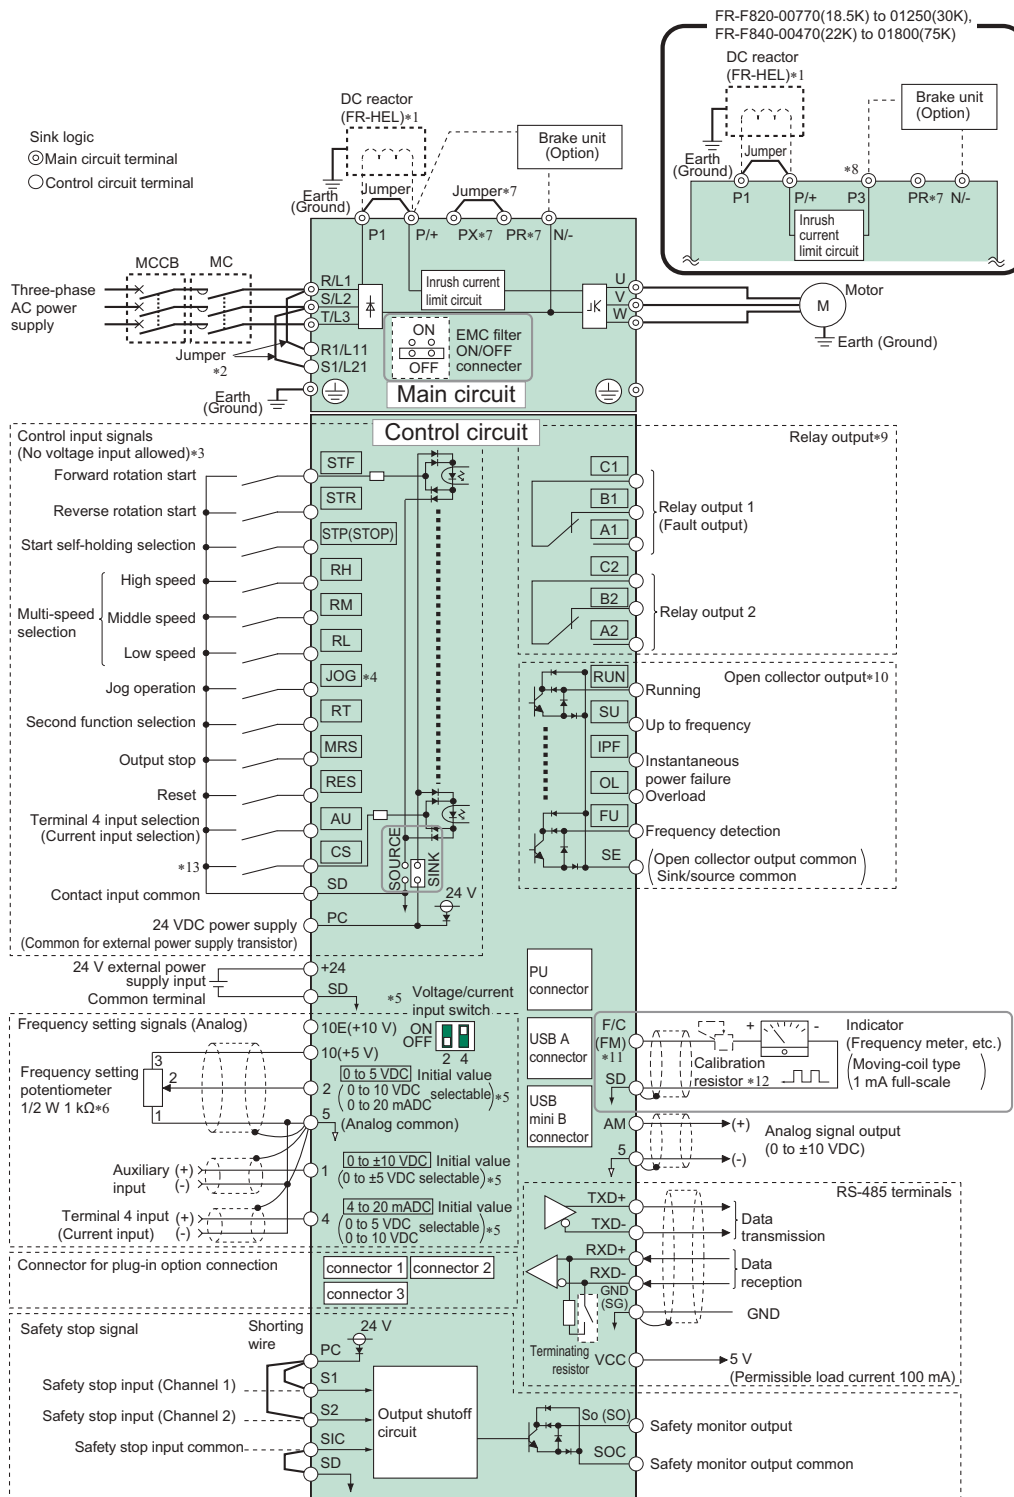 FR-F820-00770(18.5K) to 01250(30K),
FR-F840-00470(22K) to 01800(75K)
DC reactor
(FR-HEL)*1
Brake unit
(Option)
Earth
(Ground)
Jumper
*8
P1
P/+
P3
PR*7
N/-
Inrush
current
limit circuit
Sink logic
Main circuit terminal
Control circuit terminal
DC reactor
(FR-HEL)*1
Brake unit
(Option)
Earth
(Ground)
Jumper
Jumper*7
P1
P/+
PX*7
PR*7
N/-
MCCB
MC
Three-phase
AC power
supply
R/L1
S/L2
T/L3
R1/L11
S1/L21
Jumper
*2
Earth
(Ground)
Inrush current
limit circuit
ON
OFF
EMC filter
ON/OFF
connecter
U
V
W
Motor
M
Earth (Ground)
Main circuit
Control circuit
Control input signals
(No voltage input allowed)*3
Forward rotation start
STF
Reverse rotation start
STR
Start self-holding selection
STP(STOP)
Multi-speed
selection
High speed
RH
Middle speed
RM
Low speed
RL
Jog operation
JOG *4
Second function selection
RT
Output stop
MRS
Reset
RES
Terminal 4 input selection
(Current input selection)
AU
*13
CS
Contact input common
SD
SOURCE
SINK
24 V
24 VDC power supply
(Common for external power supply transistor)
PC
Relay output*9
C1
B1
A1
Relay output 1
(Fault output)
C2
B2
A2
Relay output 2
Open collector output*10
RUN
Running
SU
Up to frequency
IPF
Instantaneous
power failure
OL
Overload
FU
Frequency detection
SE
(Open collector output common
Sink/source common)
24 V external power
supply input
+24
Common terminal
SD
PU
connector
USB A
connector
USB
mini B
connector
Frequency setting signals (Analog)
*5
Voltage/current
input switch
ON
OFF
2 4
10E(+10 V)
10(+5 V)
Frequency setting
potentiometer
1/2 W 1 kΩ*6
3
2
1
2
0 to 5 VDC Initial value
(0 to 10 VDC
0 to 20 mADC selectable)*5
5
(Analog common)
Auxiliary
input
(+)
(-)
1
0 to ±10 VDC Initial value
(0 to ±5 VDC selectable)*5
Terminal 4 input
(Current input)
(+)
(-)
4
4 to 20 mADC Initial value
(0 to 5 VDC
0 to 10 VDC selectable)*5
F/C
(FM)
*11
SD
+
-
Calibration
resistor *12
Indicator
(Frequency meter, etc.)
(Moving-coil type
1 mA full-scale)
AM
(+)
5
(-)
Analog signal output
(0 to ±10 VDC)
RS-485 terminals
TXD+
TXD-
Data
transmission
RXD+
RXD-
Data
reception
GND
(SG)
GND
Terminating
resistor
VCC
5 V
(Permissible load current 100 mA)
Connector for plug-in option connection
connector 1
connector 2
connector 3
Safety stop signal
Shorting
wire
24 V
PC
Safety stop input (Channel 1)
S1
Safety stop input (Channel 2)
S2
Safety stop input common
SIC
SD
Output shutoff
circuit
So (SO)
Safety monitor output
SOC
Safety monitor output common